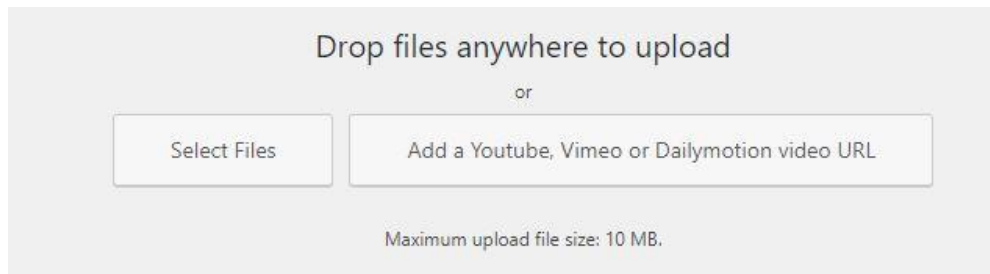 Drop files anywhere to upload
or
Select Files
Add a Youtube, Vimeo or Dailymotion video URL
Maximum upload file size: 10 MB.